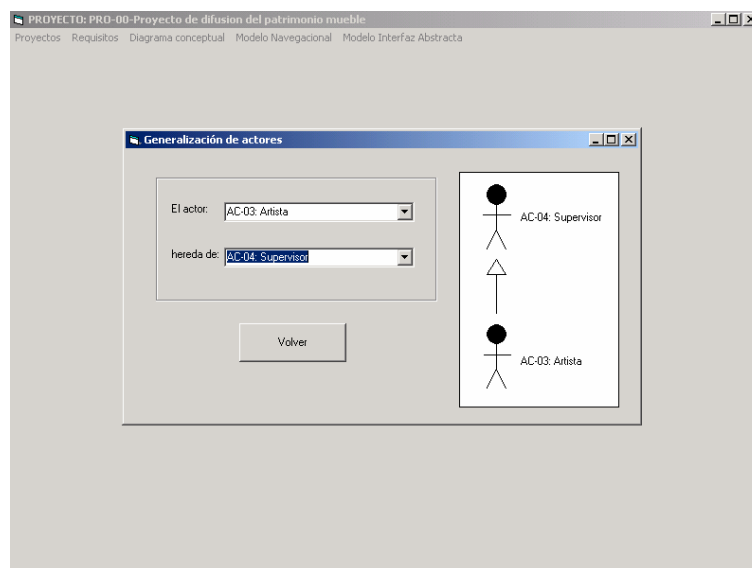 PROYECTO: PRO-00-Proyecto de difusion del patrimonio mueble
Proyectos Requisitos Diagrama conceptual Modelo Navegacional Modelo Interfaz Abstracta
Generalización de actores
El actor: AC-03: Artista
hereda de: AC-04: Supervisor
Volver
AC-04: Supervisor
AC-03: Artista